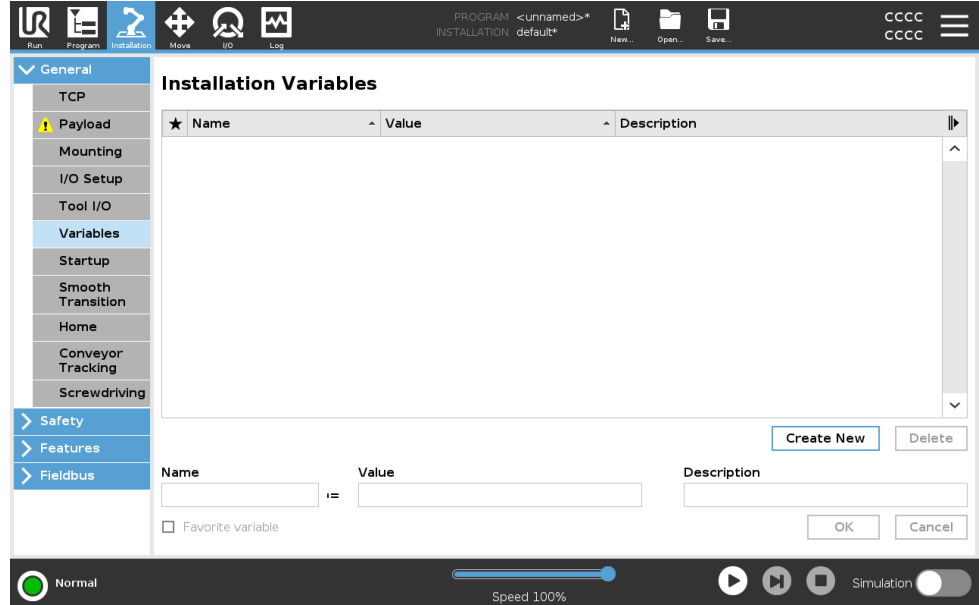 UR
PROGRAM <unnamed>*
INSTALLATION default*
CCCC
CCCC
Run Program Installation Move I/O Log New... Open... Save...
General
TCP
Payload
Mounting
I/O Setup
Tool I/O
Variables
Startup
Smooth
Transition
Home
Conveyor
Tracking
Screwdriving
Safety
Features
Fieldbus
Installation Variables
Name Value Description
Create New Delete
Name Value Description
:=
Favorite variable
OK Cancel
Normal
Speed 100%
Simulation